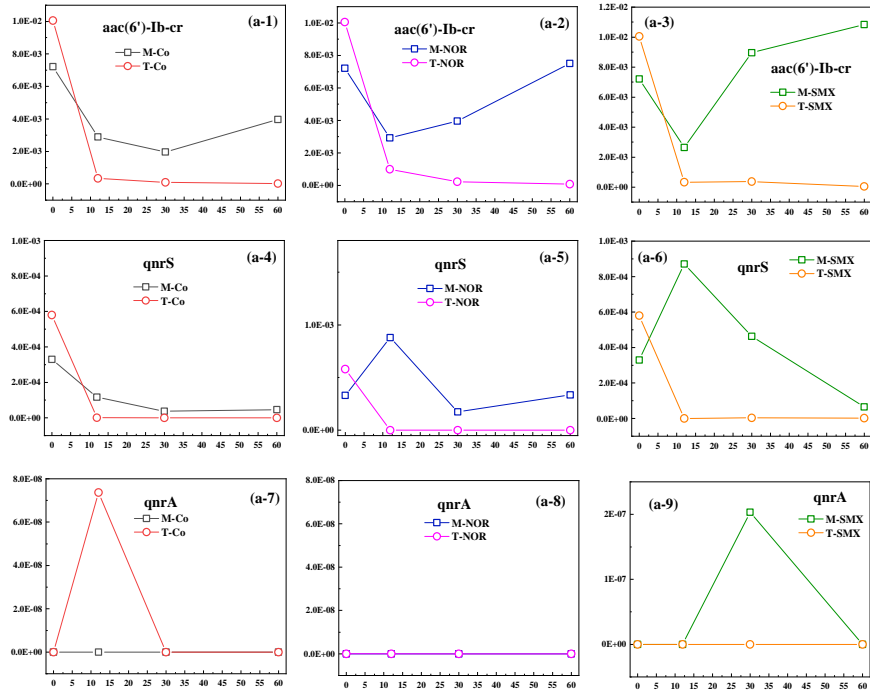 aac(6')-Ib-cr
(a-1)
M-Co
T-Co
1.0E-02
8.0E-03
6.0E-03
4.0E-03
2.0E-03
0.0E+00
0 5 10 15 20 25 30 35 40 45 50 55 60
aac(6')-Ib-cr
(a-2)
M-NOR
T-NOR
1.0E-02
8.0E-03
6.0E-03
4.0E-03
2.0E-03
0.0E+00
0 5 10 15 20 25 30 35 40 45 50 55 60
(a-3)
aac(6')-Ib-cr
M-SMX
T-SMX
1.2E-02
1.0E-02
8.0E-03
6.0E-03
4.0E-03
2.0E-03
0.0E+00
0 5 10 15 20 25 30 35 40 45 50 55 60
qnrS
(a-4)
M-Co
T-Co
1.0E-03
8.0E-04
6.0E-04
4.0E-04
2.0E-04
0.0E+00
0 5 10 15 20 25 30 35 40 45 50 55 60
qnrS
(a-5)
M-NOR
T-NOR
1.0E-03
0.0E+00
0 5 10 15 20 25 30 35 40 45 50 55 60
(a-6)
qnrS
M-SMX
T-SMX
1.0E-03
8.0E-04
6.0E-04
4.0E-04
2.0E-04
0.0E+00
0 5 10 15 20 25 30 35 40 45 50 55 60
qnrA
(a-7)
M-Co
T-Co
8.0E-08
6.0E-08
4.0E-08
2.0E-08
0.0E+00
0 5 10 15 20 25 30 35 40 45 50 55 60
qnrA
(a-8)
M-NOR
T-NOR
8.0E-08
6.0E-08
4.0E-08
2.0E-08
0.0E+00
0 5 10 15 20 25 30 35 40 45 50 55 60
(a-9)
qnrA
M-SMX
T-SMX
2E-07
1E-07
0E+00
0 5 10 15 20 25 30 35 40 45 50 55 60